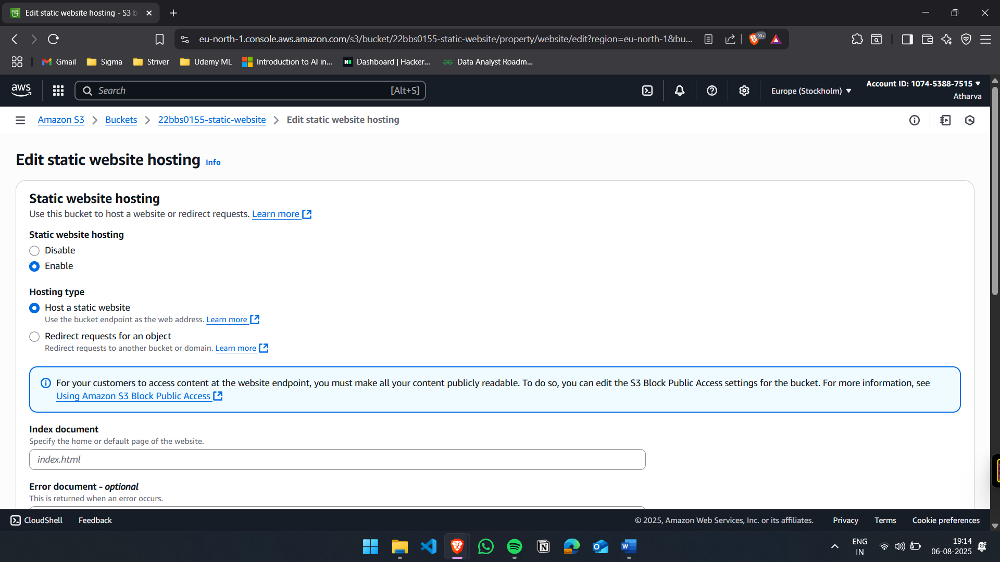 Edit static website hosting - S3 b
eu-north-1.console.aws.amazon.com/s3/bucket/22bbs0155-static-website/property/website/edit?region=eu-north-1&bu...
99+
Gmail
Sigma
Striver
Udemy ML
Introduction to AI in...
Dashboard | Hacker...
Data Analyst Roadm...
aws
Search
[Alt+S]
Europe (Stockholm)
Account ID: 1074-5388-7515
Atharva
Amazon S3
Buckets
22bbs0155-static-website
Edit static website hosting
Edit static website hosting Info
Static website hosting
Use this bucket to host a website or redirect requests. Learn more
Static website hosting
Disable
Enable
Hosting type
Host a static website
Use the bucket endpoint as the web address. Learn more
Redirect requests for an object
Redirect requests to another bucket or domain. Learn more
For your customers to access content at the website endpoint, you must make all your content publicly readable. To do so, you can edit the S3 Block Public Access settings for the bucket. For more information, see
Using Amazon S3 Block Public Access
Index document
Specify the home or default page of the website.
index.html
Error document - optional
This is returned when an error occurs.
CloudShell
Feedback
© 2025, Amazon Web Services, Inc. or its affiliates.
Privacy
Terms
Cookie preferences
ENG
IN
19:14
06-08-2025